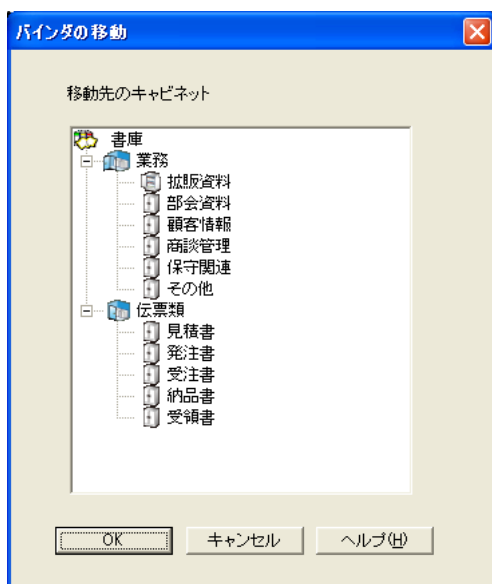 バインダの移動
移動先のキャビネット
書庫
業務
拡販資料
部会資料
顧客情報
商談管理
保守関連
その他
伝票類
見積書
発注書
受注書
納品書
受領書
OK
キャンセル
ヘルプ(H)